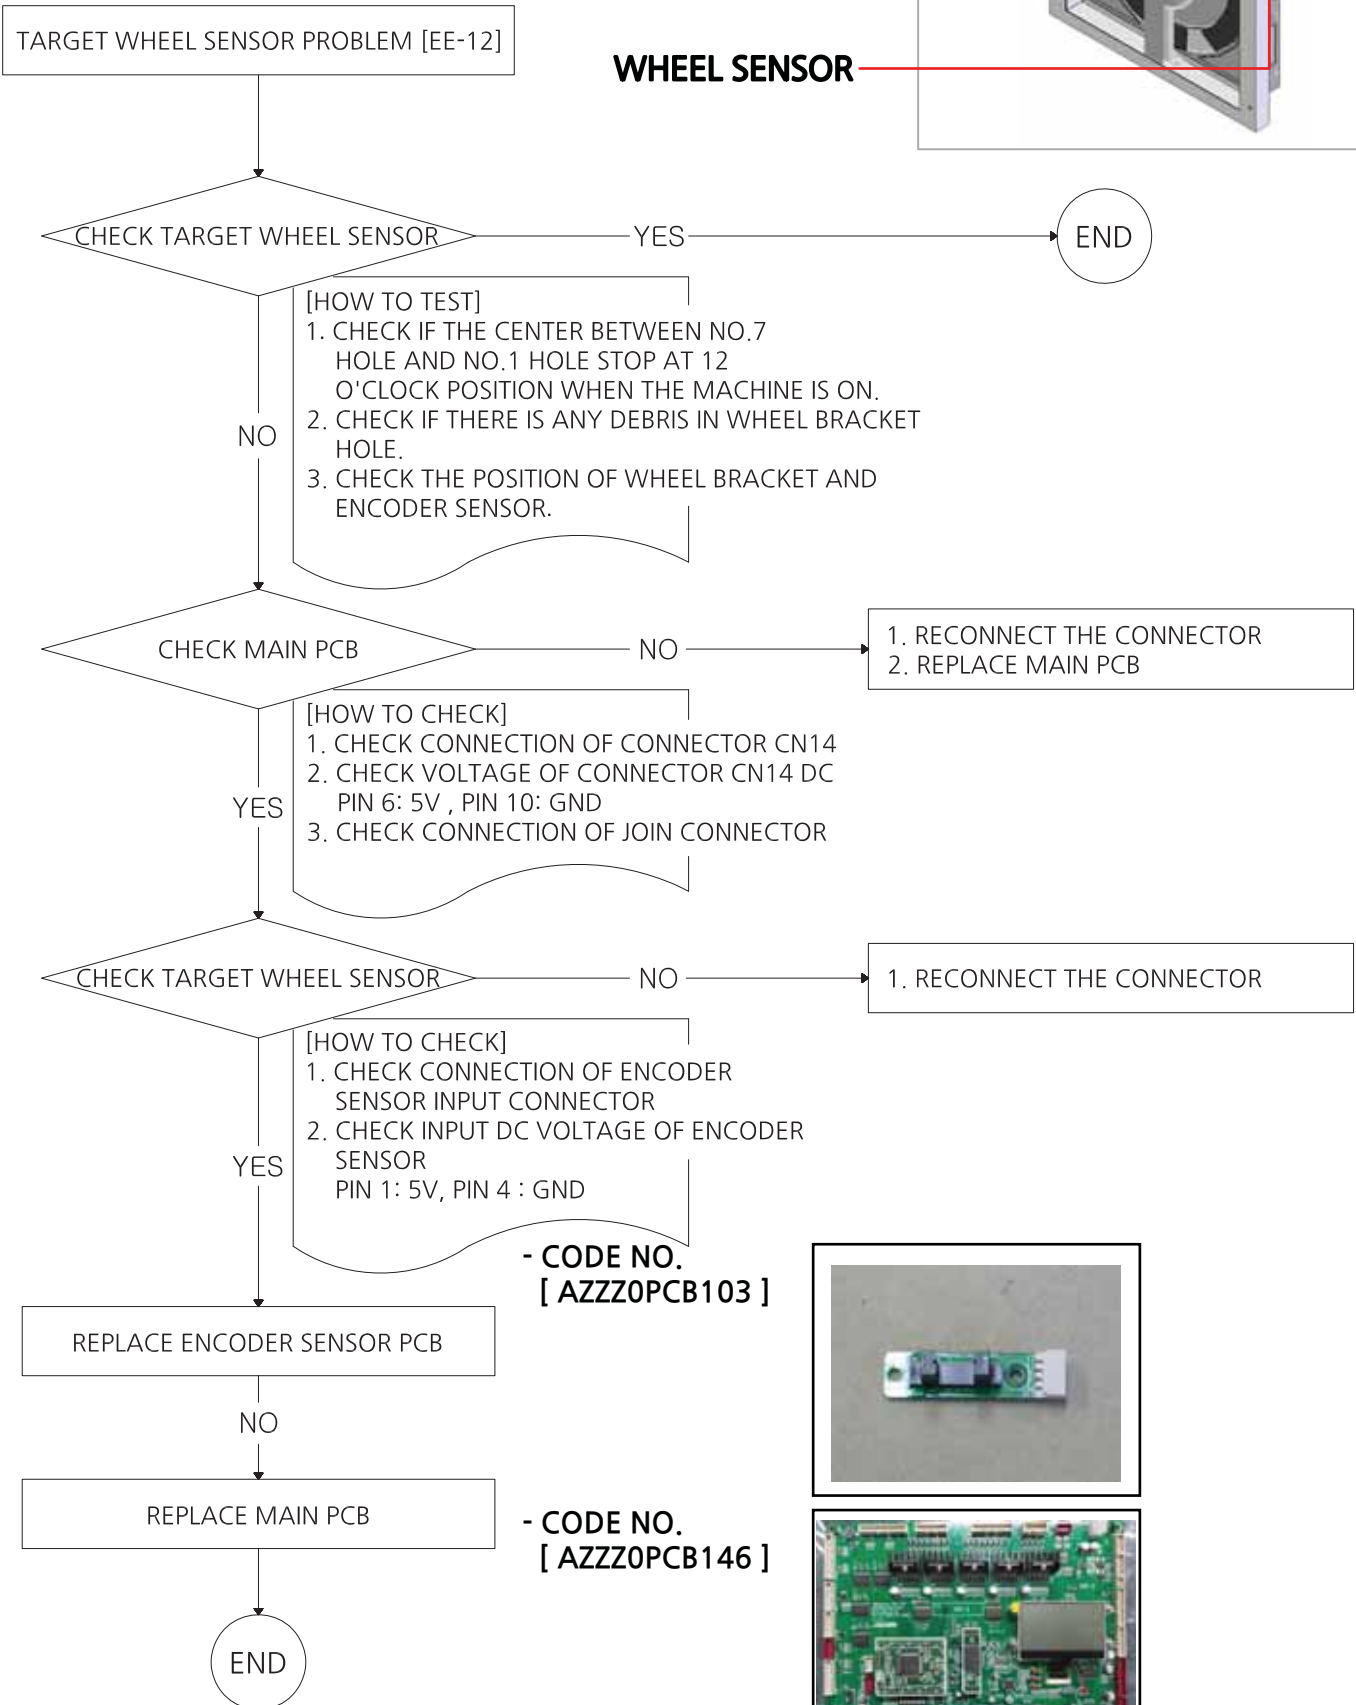 TARGET WHEEL SENSOR PROBLEM [EE-12]
WHEEL SENSOR
CHECK TARGET WHEEL SENSOR
YES
END
[HOW TO TEST]
1. CHECK IF THE CENTER BETWEEN NO.7
HOLE AND NO.1 HOLE STOP AT 12
O'CLOCK POSITION WHEN THE MACHINE IS ON.
2. CHECK IF THERE IS ANY DEBRIS IN WHEEL BRACKET
HOLE.
3. CHECK THE POSITION OF WHEEL BRACKET AND
ENCODER SENSOR.
NO
CHECK MAIN PCB
NO
1. RECONNECT THE CONNECTOR
2. REPLACE MAIN PCB
[HOW TO CHECK]
1. CHECK CONNECTION OF CONNECTOR CN14
2. CHECK VOLTAGE OF CONNECTOR CN14 DC
PIN 6: 5V , PIN 10: GND
3. CHECK CONNECTION OF JOIN CONNECTOR
YES
CHECK TARGET WHEEL SENSOR
NO
1. RECONNECT THE CONNECTOR
[HOW TO CHECK]
1. CHECK CONNECTION OF ENCODER
SENSOR INPUT CONNECTOR
2. CHECK INPUT DC VOLTAGE OF ENCODER
SENSOR
PIN 1: 5V, PIN 4 : GND
YES
- CODE NO.
[ AZZZ0PCB103 ]
REPLACE ENCODER SENSOR PCB
NO
REPLACE MAIN PCB
- CODE NO.
[ AZZZ0PCB146 ]
END